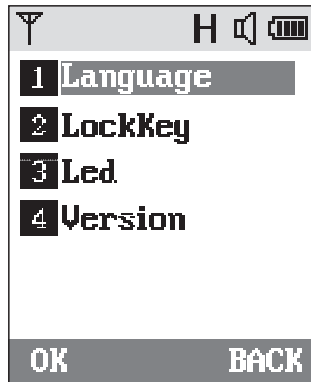 H
1 Language
2 LockKey
3 Led
4 Version
OK BACK